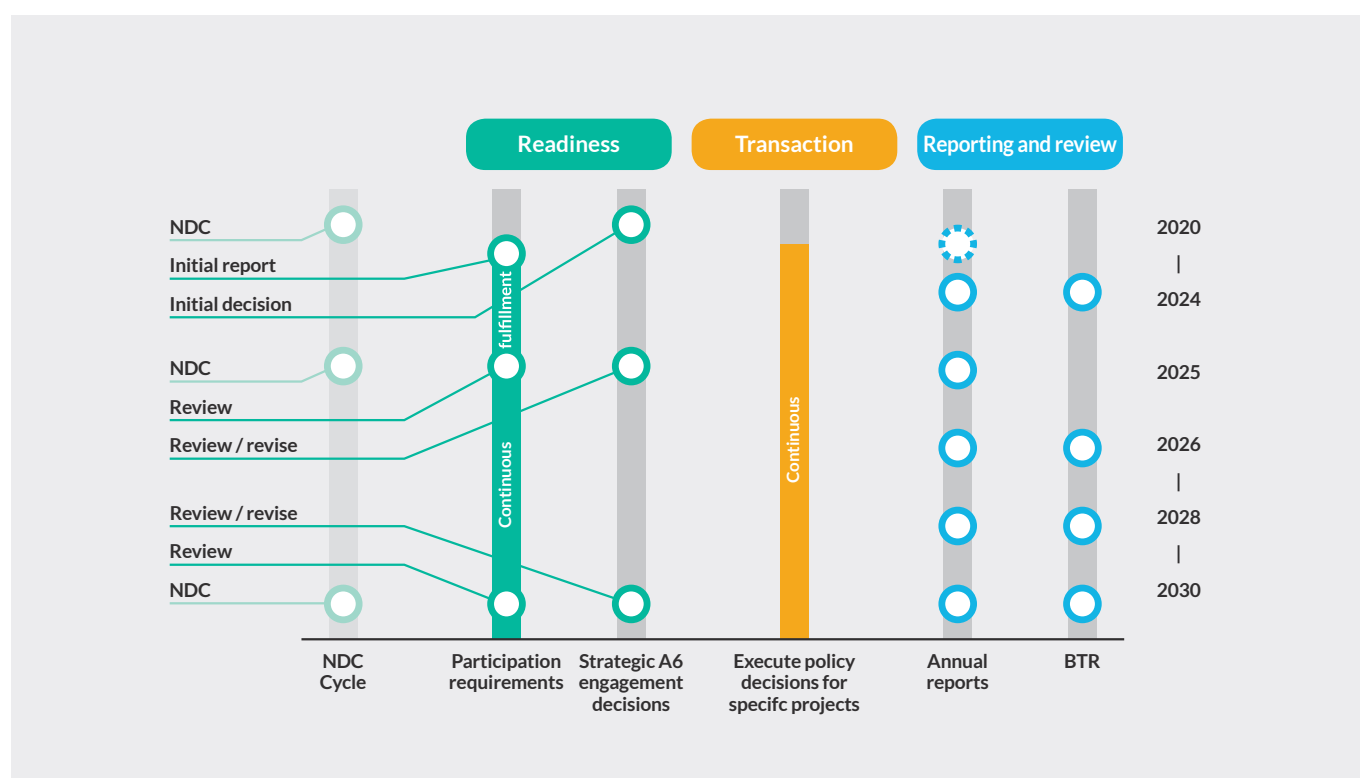 Readiness
Transaction
Reporting and review
NDC
Initial report
Initial decision
NDC
Review
Review / revise
Review / revise
Review
NDC
fulfillment
Continuous
Continuous
2020
|
2024
2025
2026
|
2028
|
2030
NDC
Cycle
Participation
requirements
Strategic A6
engagement
decisions
Execute policy
decisions for
specifc projects
Annual
reports
BTR